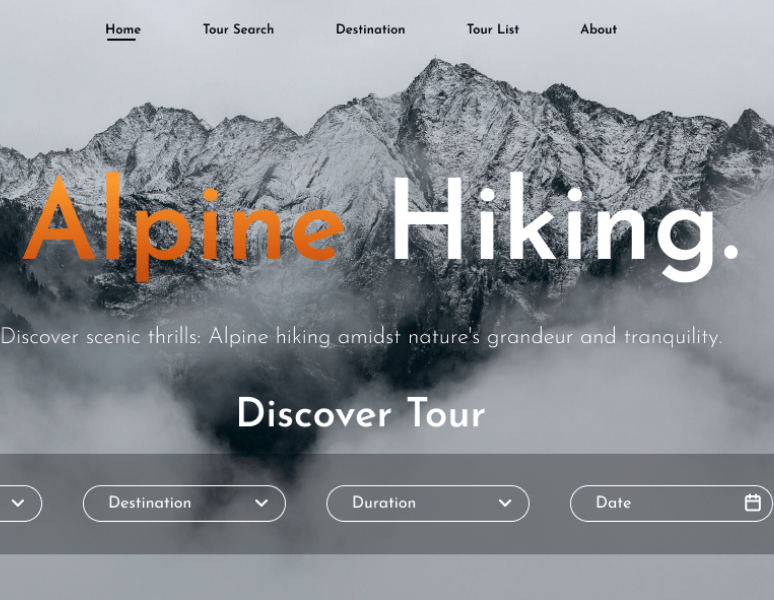 Home Tour Search Destination Tour List About
Alpine Hiking.
Discover scenic thrills: Alpine hiking amidst nature's grandeur and tranquility.
Discover Tour
Destination Duration Date